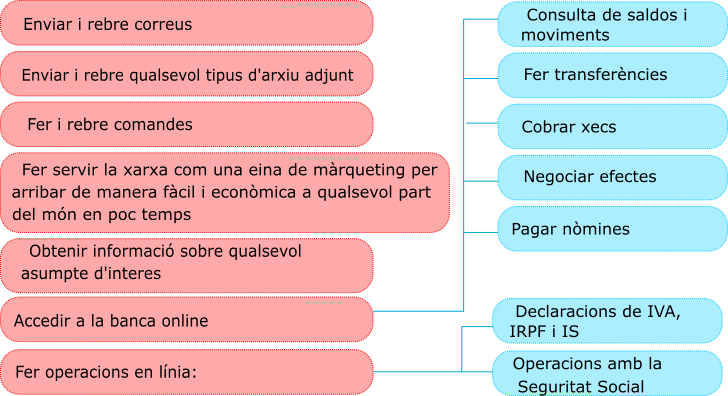 Enviar i rebre correus
Enviar i rebre qualsevol tipus d'arxiu adjunt
Fer i rebre comandes
Fer servir la xarxa com una eina de màrqueting per
arribar de manera fàcil i econòmica a qualsevol part
del món en poc temps
Obtenir informació sobre qualsevol
asumpte d'interes
Accedir a la banca online
Fer operacions en línia:
Consulta de saldos i
moviments
Fer transferències
Cobrar xecs
Negociar efectes
Pagar nòmines
Declaracions de IVA,
IRPF i IS
Operacions amb la
Seguritat Social